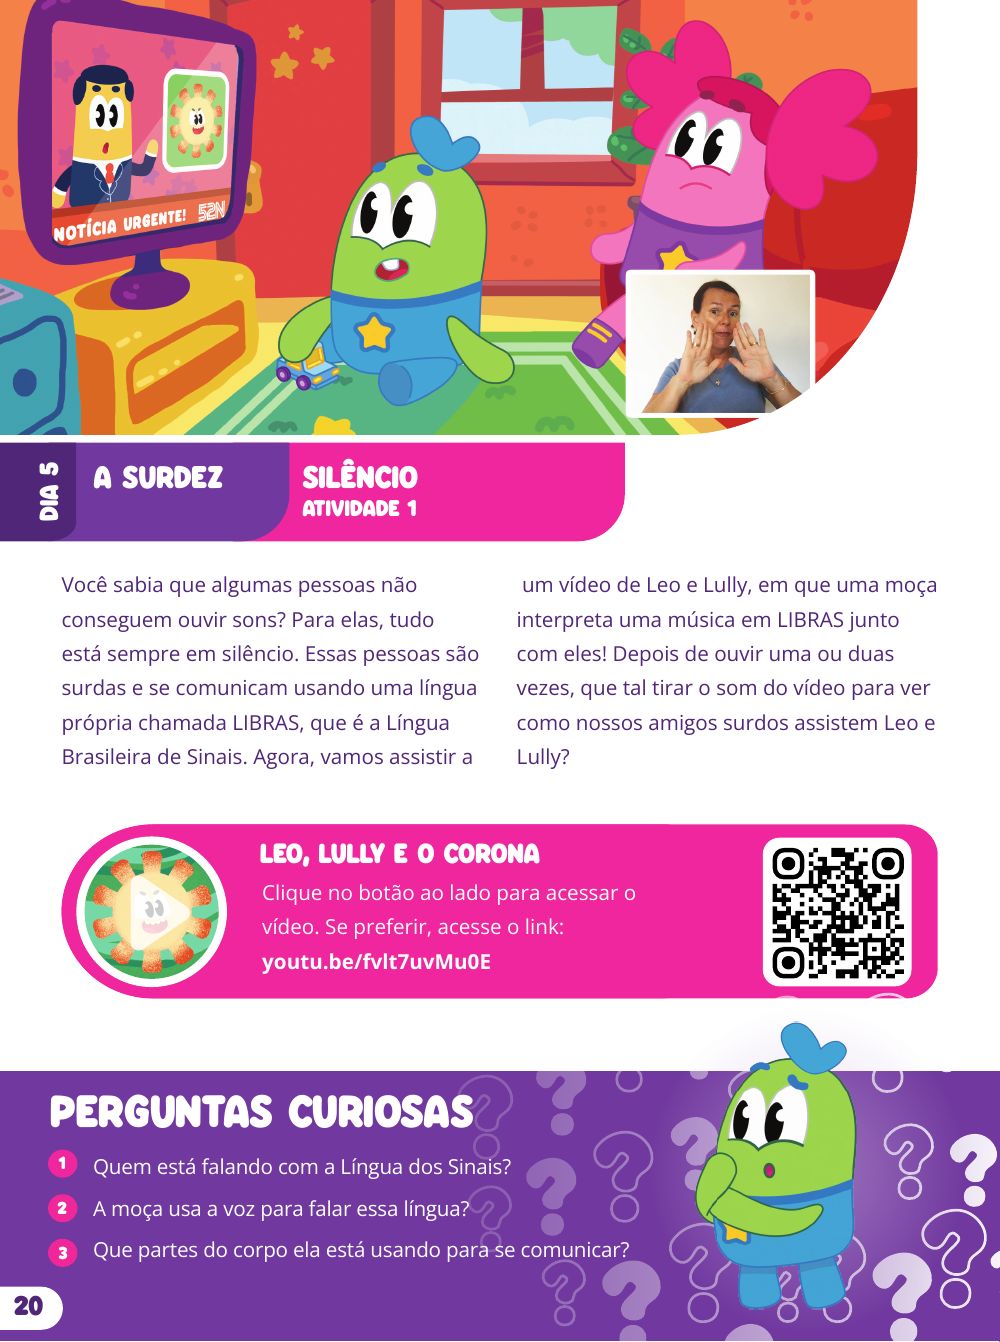 NOTÍCIA URGENTE!
52N
DIA 5
A SURDEZ
SILÊNCIO
ATIVIDADE 1
Você sabia que algumas pessoas não
conseguem ouvir sons? Para elas, tudo
está sempre em silêncio. Essas pessoas são
surdas e se comunicam usando uma língua
própria chamada LIBRAS, que é a Língua
Brasileira de Sinais. Agora, vamos assistir a
um vídeo de Leo e Lully, em que uma moça
interpreta uma música em LIBRAS junto
com eles! Depois de ouvir uma ou duas
vezes, que tal tirar o som do vídeo para ver
como nossos amigos surdos assistem Leo e
Lully?
LEO, LULLY E O CORONA
Clique no botão ao lado para acessar o
vídeo. Se preferir, acesse o link:
youtu.be/fvlt7uvMu0E
PERGUNTAS CURIOSAS
1 Quem está falando com a Língua dos Sinais?
2 A moça usa a voz para falar essa língua?
3 Que partes do corpo ela está usando para se comunicar?
20